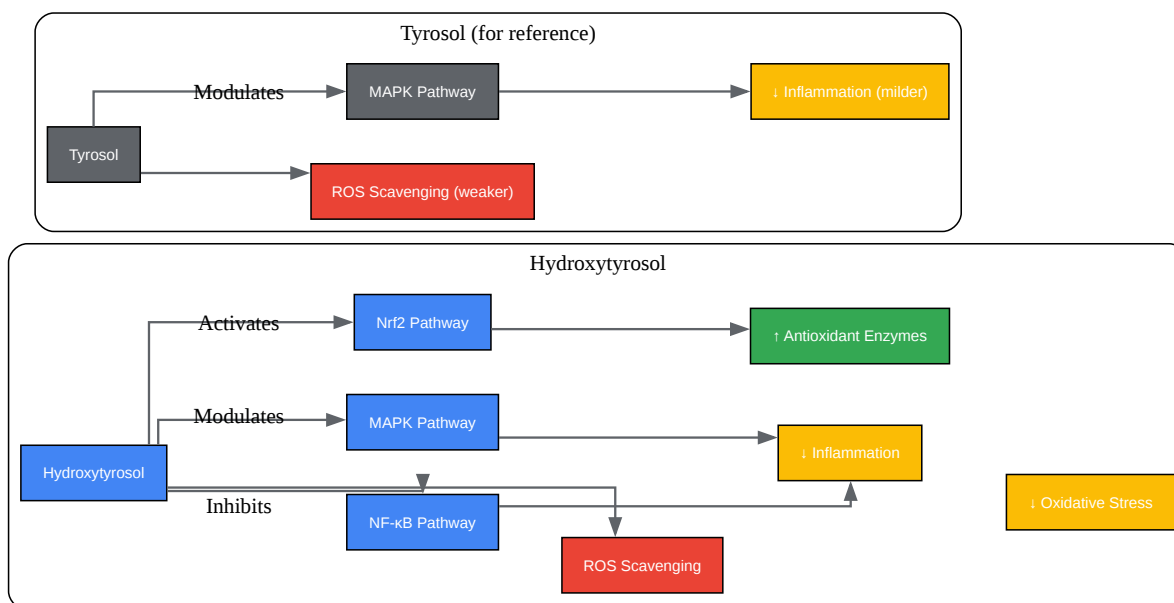 Tyrosol (for reference)
Modulates
MAPK Pathway
↓ Inflammation (milder)
Tyrosol
ROS Scavenging (weaker)
Hydroxytyrosol
Activates
Nrf2 Pathway
↑ Antioxidant Enzymes
Modulates
MAPK Pathway
↓ Inflammation
Hydroxytyrosol
Inhibits
NF-κB Pathway
↓ Oxidative Stress
ROS Scavenging